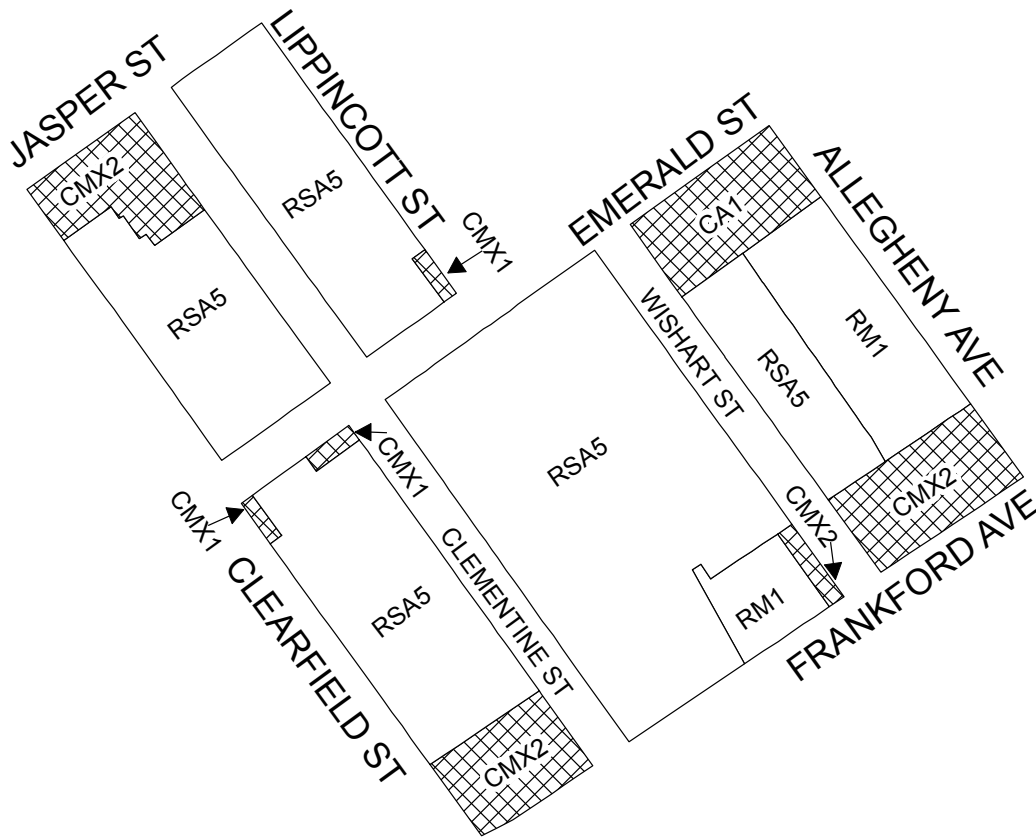 JASPER ST
LIPPINCOTT ST
CMX2
RSA5
RSA5
CMX1
EMERALD ST
ALLEGHENY AVE
CA1
WISHART ST
RM1
RSA5
RSA5
CMX1
CMX1
CMX2
CMX2
CLEARFIELD ST
RSA5
CLEMENTINE ST
RM1
FRANKFORD AVE
CMX2